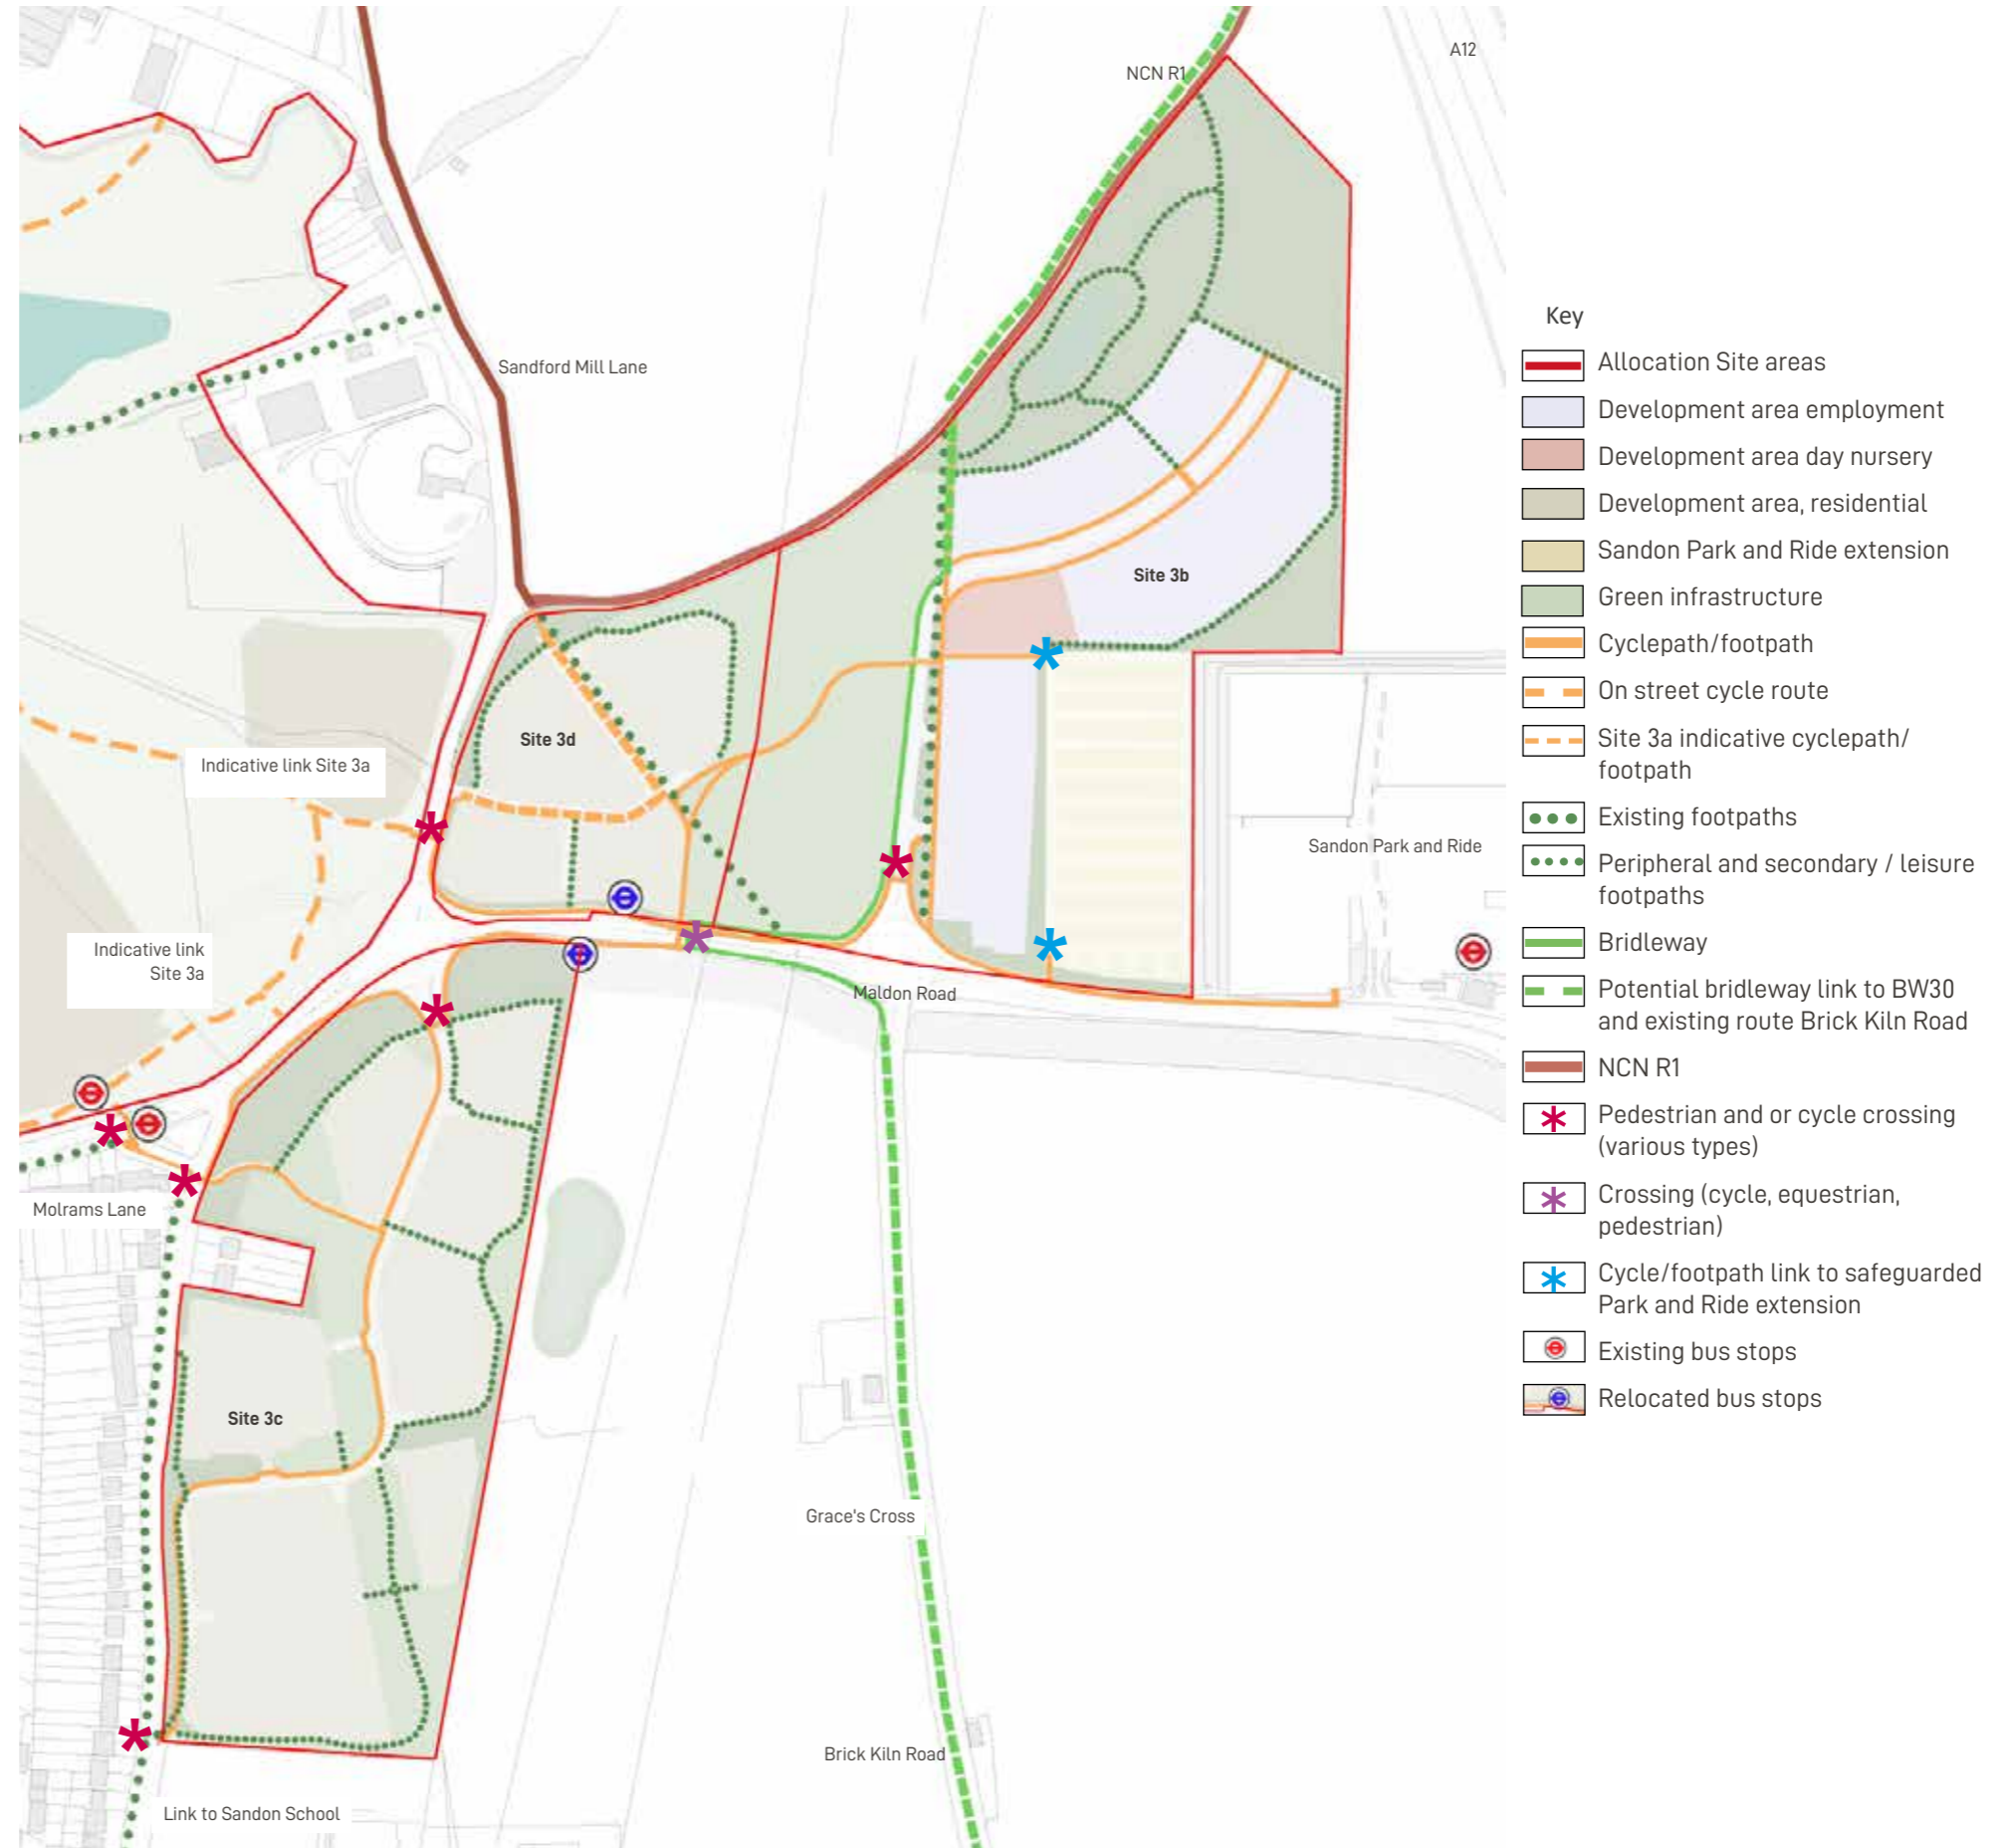 A12
NCN R1
Sandford Mill Lane
Site 3b
Site 3d
Indicative link Site 3a
Sandon Park and Ride
Indicative link
Site 3a
Maldon Road
Molrams Lane
Site 3c
Grace's Cross
Brick Kiln Road
Link to Sandon School
Key
Allocation Site areas
Development area employment
Development area day nursery
Development area, residential
Sandon Park and Ride extension
Green infrastructure
Cyclepath/footpath
On street cycle route
Site 3a indicative cyclepath/
footpath
Existing footpaths
Peripheral and secondary / leisure
footpaths
Bridleway
Potential bridleway link to BW30
and existing route Brick Kiln Road
NCN R1
Pedestrian and or cycle crossing
(various types)
Crossing (cycle, equestrian,
pedestrian)
Cycle/footpath link to safeguarded
Park and Ride extension
Existing bus stops
Relocated bus stops